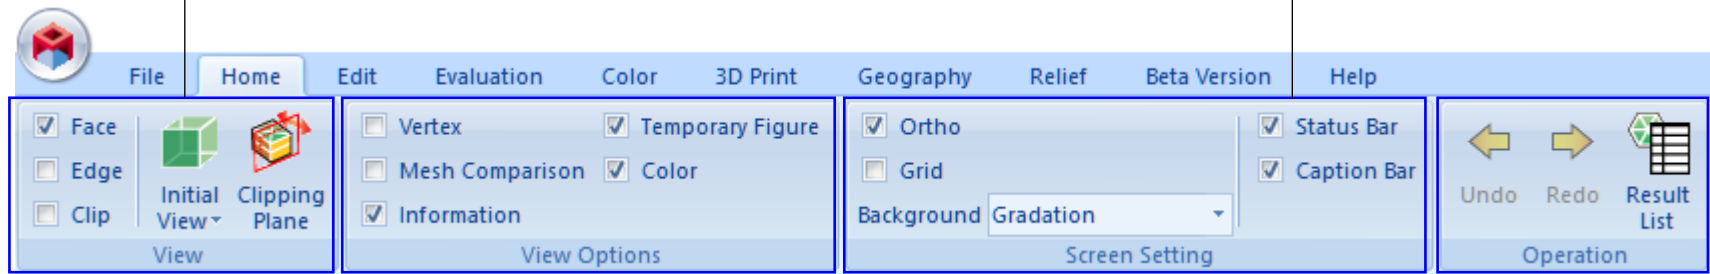 File Home Edit Evaluation Color 3D Print Geography Relief Beta Version Help
Face
Edge
Clip
Initial
View
Clipping
Plane
View
Vertex
Mesh Comparison
Information
Temporary Figure
Color
View Options
Ortho
Grid
Background Gradation
Status Bar
Caption Bar
Screen Setting
Undo
Redo
Result
List
Operation